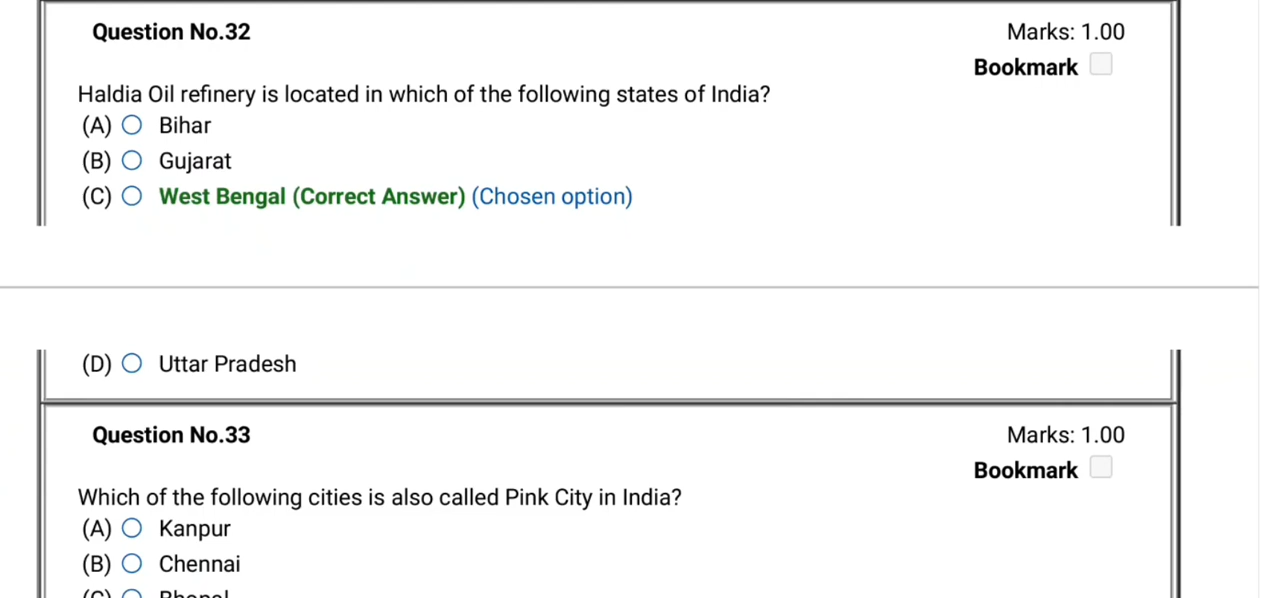 Question No.32
Marks: 1.00
Bookmark
Haldia Oil refinery is located in which of the following states of India?
(A) Bihar
(B) Gujarat
(C) West Bengal (Correct Answer) (Chosen option)
(D) Uttar Pradesh
Question No.33
Marks: 1.00
Bookmark
Which of the following cities is also called Pink City in India?
(A) Kanpur
(B) Chennai
(C) Bhopal